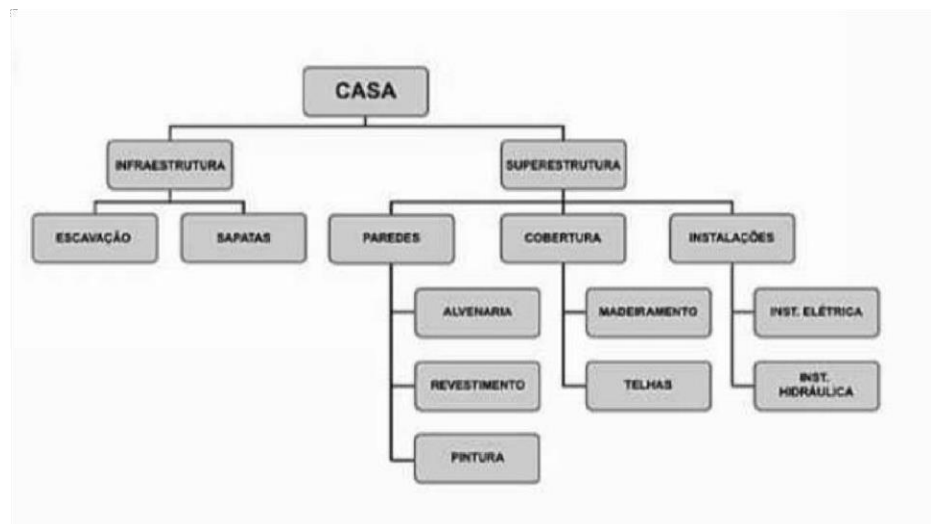 CASA
INFRAESTRUTURA
SUPERESTRUTURA
ESCAVAÇÃO
SAPATAS
PAREDES
COBERTURA
INSTALAÇÕES
ALVENARIA
MADEIRAMENTO
INST. ELÉTRICA
REVESTIMENTO
TELHAS
INST.
HIDRÁULICA
PINTURA